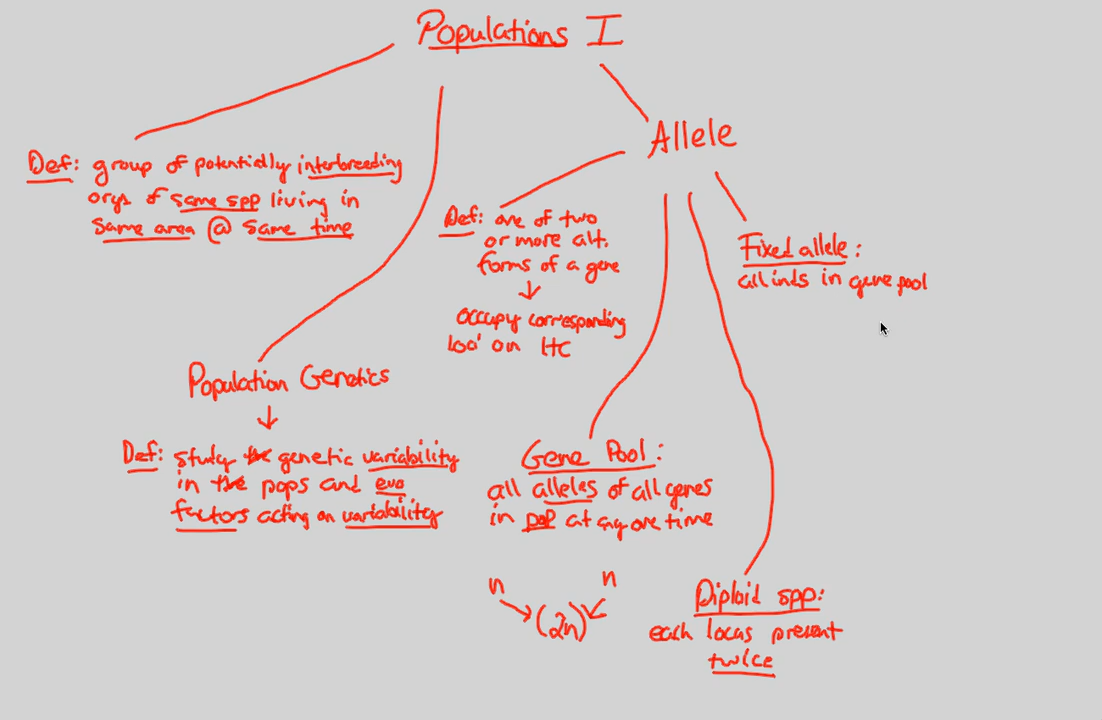 Populations I
Def: group of potentially interbreeding
orgs of same spp living in
same area @ same time
Population Genetics
Def: study the genetic variability
in the pops and evo
factors acting on variability
Allele
Def: one of two
or more alt.
forms of a gene
occupy corresponding
loci on HC
Gene Pool:
all alleles of all genes
in pop at any one time
n n
(2n)
Diploid spp:
each locus present
twice
Fixed allele:
all inds in gene pool